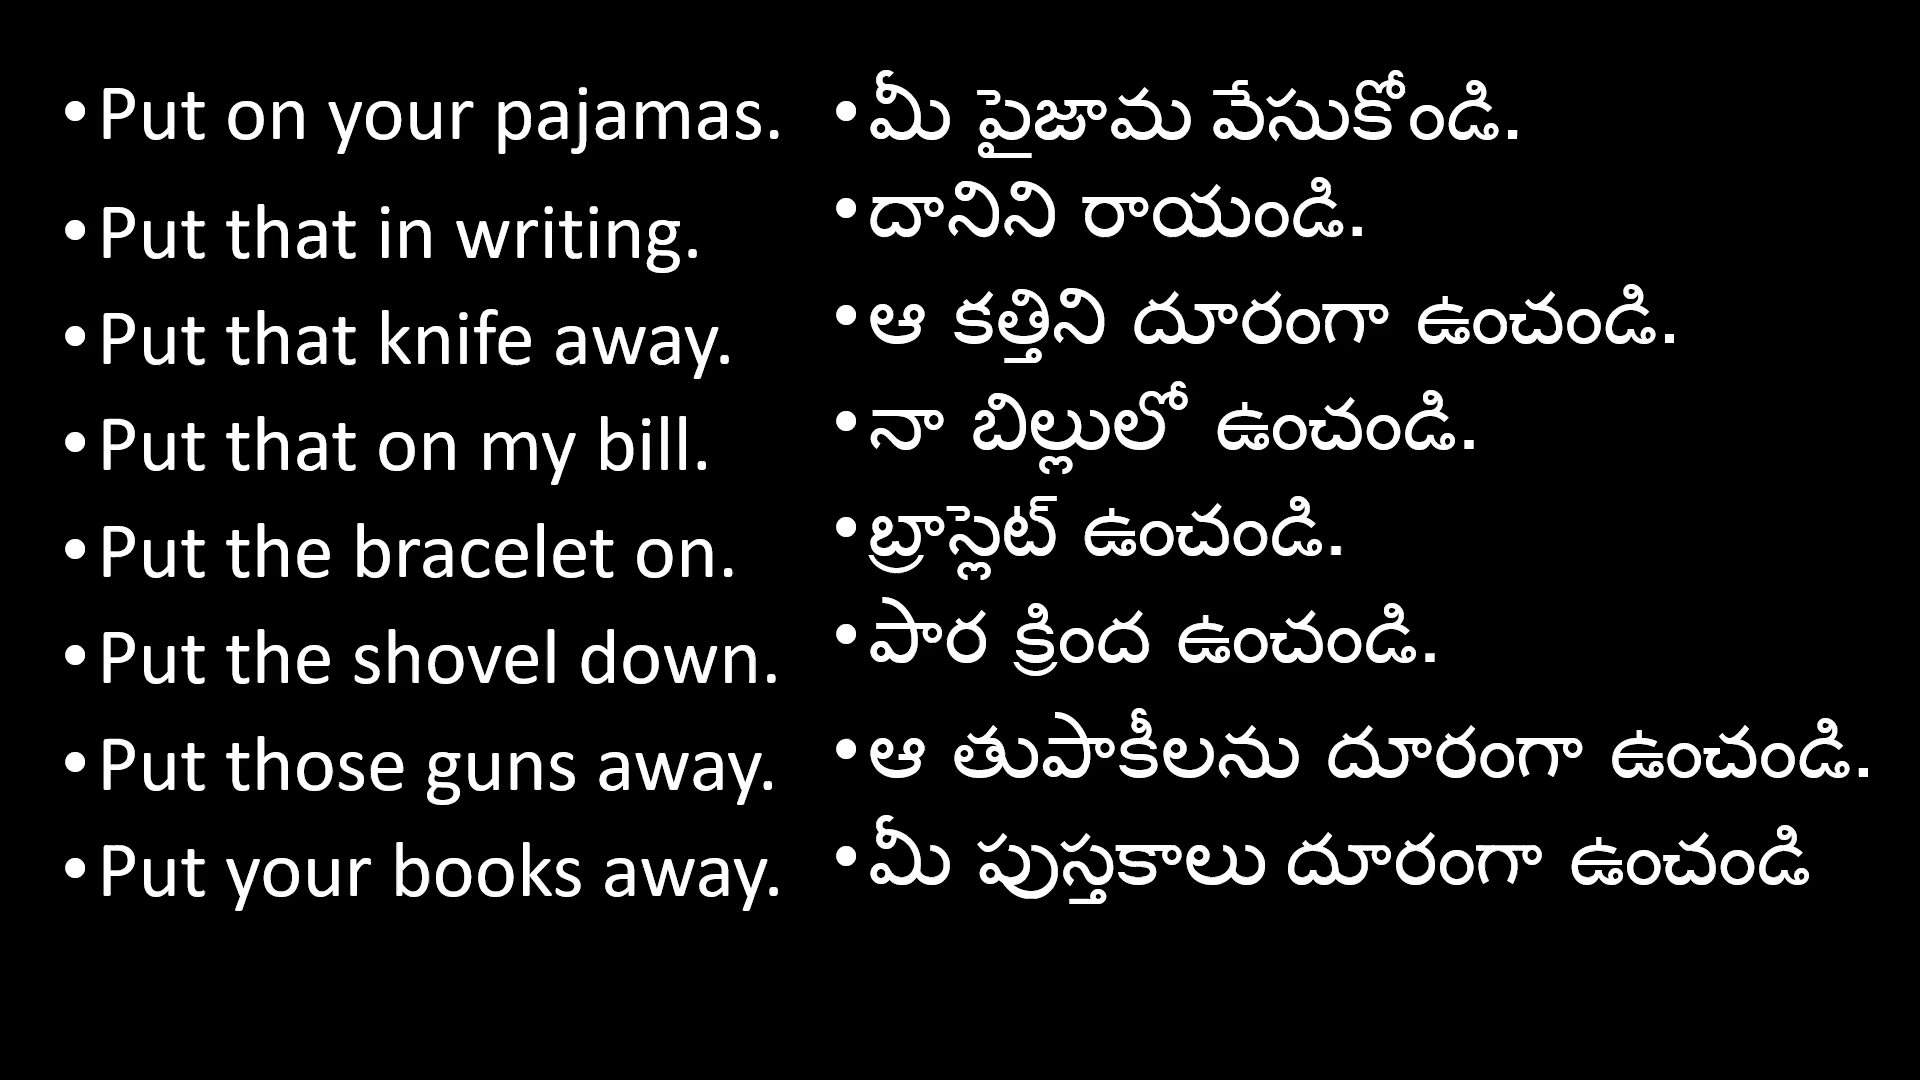 • Put on your pajamas.
• Put that in writing.
• Put that knife away.
• Put that on my bill.
• Put the bracelet on.
• Put the shovel down.
• Put those guns away.
• Put your books away.
• మీ పైజామ వేసుకోండి.
• దానిని రాయండి.
• ఆ కత్తిని దూరంగా ఉంచండి.
• నా బిల్లులో ఉంచండి.
• బ్రాస్లెట్ ఉంచండి.
• పార క్రింద ఉంచండి.
• ఆ తుపాకీలను దూరంగా ఉంచండి.
• మీ పుస్తకాలు దూరంగా ఉంచండి